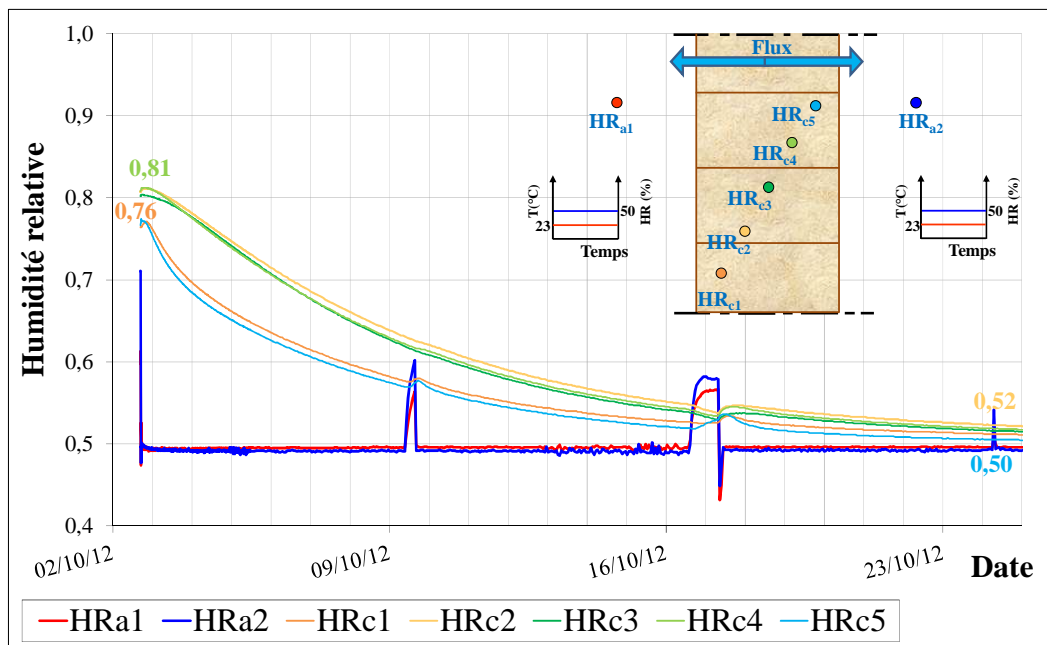 Humidité relative
1,0
0,9
0,8
0,7
0,6
0,5
0,4
0,81
0,76
Flux
HRa1
HRc5
HRa2
HRc4
HRc3
HRc2
HRc1
T(°C)
HR (%)
50
23
Temps
T(°C)
HR (%)
50
23
Temps
0,52
0,50
02/10/12
09/10/12
16/10/12
23/10/12
Date
HRa1 HRa2 HRc1 HRc2 HRc3 HRc4 HRc5